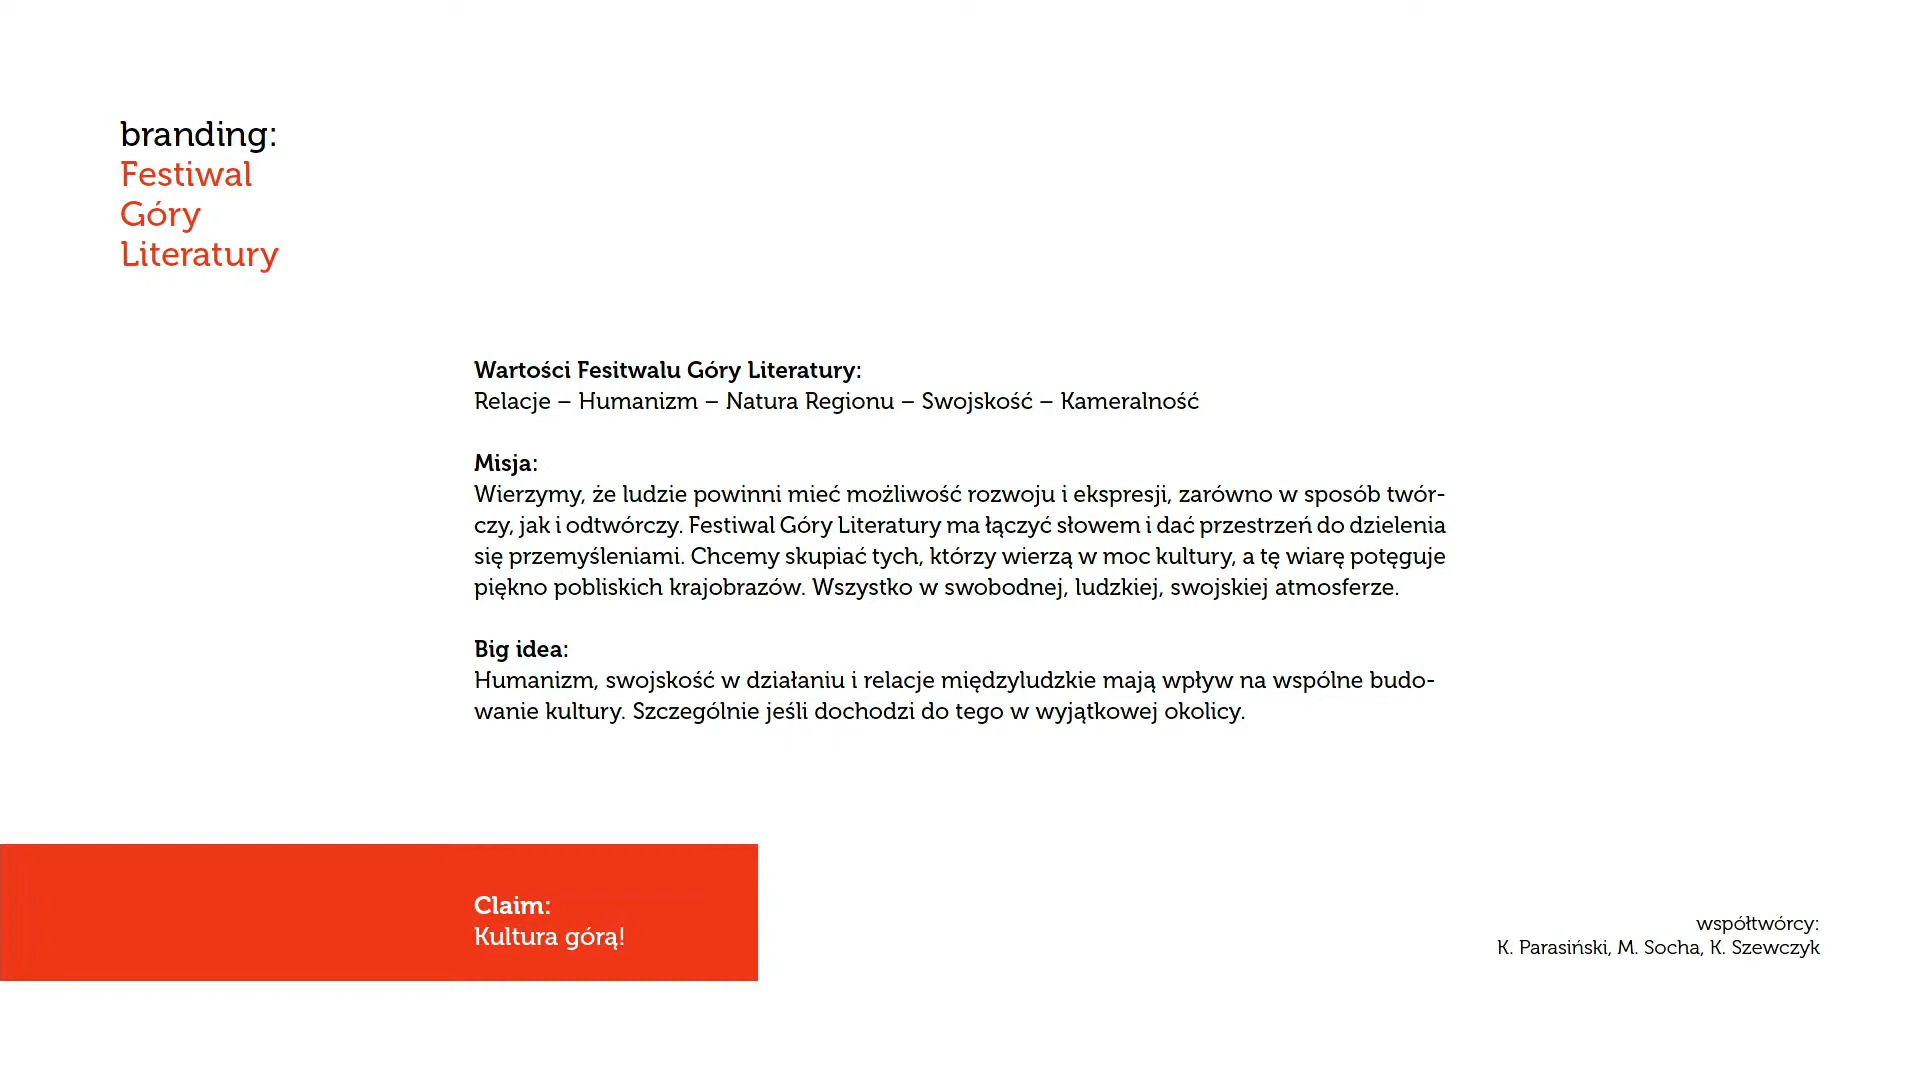 branding:
Festiwal
Góry
Literatury
Wartości Fesitwalu Góry Literatury:
Relacje – Humanizm – Natura Regionu – Swojskość – Kameralność
Misja:
Wierzymy, że ludzie powinni mieć możliwość rozwoju i ekspresji, zarówno w sposób twór-
czy, jak i odtwórczy. Festiwal Góry Literatury ma łączyć słowem i dać przestrzeń do dzielenia
się przemyśleniami. Chcemy skupiać tych, którzy wierzą w moc kultury, a tę wiarę potęguje
piękno pobliskich krajobrazów. Wszystko w swobodnej, ludzkiej, swojskiej atmosferze.
Big idea:
Humanizm, swojskość w działaniu i relacje międzyludzkie mają wpływ na wspólne budo-
wanie kultury. Szczególnie jeśli dochodzi do tego w wyjątkowej okolicy.
Claim:
Kultura górą!
współtwórcy:
K. Parasiński, M. Socha, K. Szewczyk